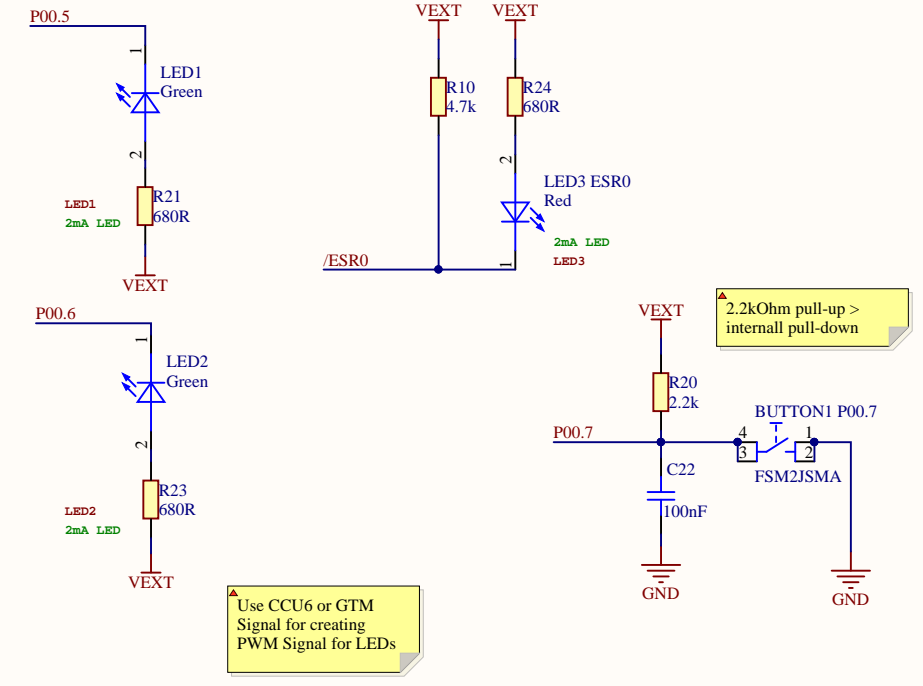 P00.5
1
LED1
Green
2
R21
680R
LED1
2mA LED
VEXT
P00.6
1
LED2
Green
2
R23
680R
LED2
2mA LED
VEXT
VEXT
VEXT
R10
4.7k
R24
680R
2
LED3 ESR0
Red
2mA LED
LED3
1
/ESR0
2.2kOhm pull-up >
internall pull-down
VEXT
R20
2.2k
P00.7
BUTTON1 P00.7
4
1
3
2
FSM2JSMA
C22
100nF
GND
GND
Use CCU6 or GTM
Signal for creating
PWM Signal for LEDs